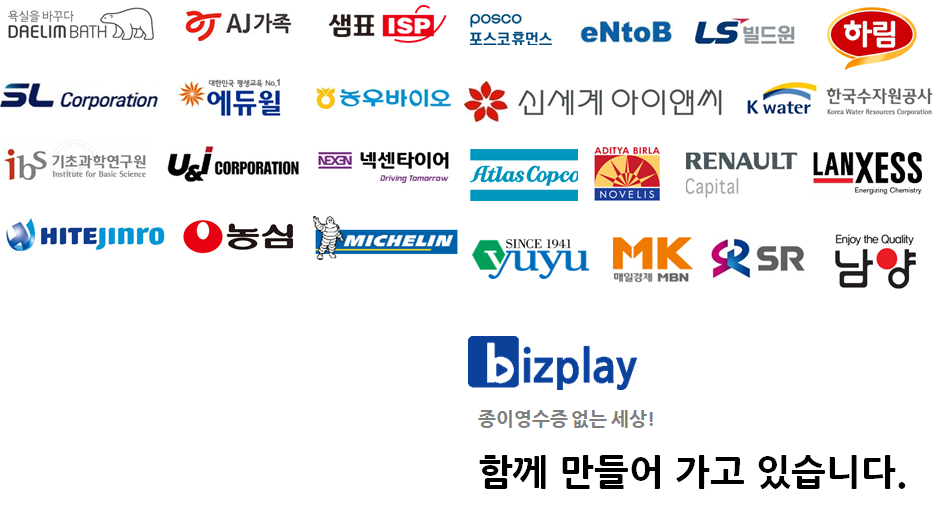 욕실을 바꾸다
DAELIM BATH
AJ가족
샘표 ISP
posco
포스코휴먼스
eNtoB
LS 빌드윈
하림
SL Corporation
대한민국 평생교육 No.1
에듀윌
농우바이오
신세계 아이앤씨
K water 한국수자원공사
Korea Water Resources Corporation
ibs 기초과학연구원
Institute for Basic Science
U&i CORPORATION
NEXEN 넥센타이어
Driving Tomorrow
Atlas Copco
ADITYA BIRLA
NOVELIS
RENAULT
Capital
LANXESS
Energizing Chemistry
HITEJINRO
농심
MICHELIN
SINCE 1941
yuyu
MK
매일경제 MBN
SR
Enjoy the Quality
남양
bizplay
종이영수증 없는 세상!
함께 만들어 가고 있습니다.